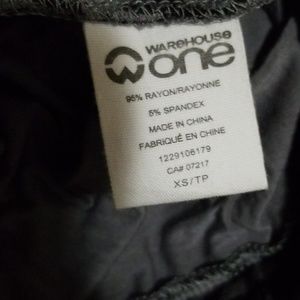 WAREHOUSE
one
95% RAYON/RAYONNE
5% SPANDEX
MADE IN CHINA
FABRIQUÉ EN CHINE
1229106179
CA# 07217
XS/TP